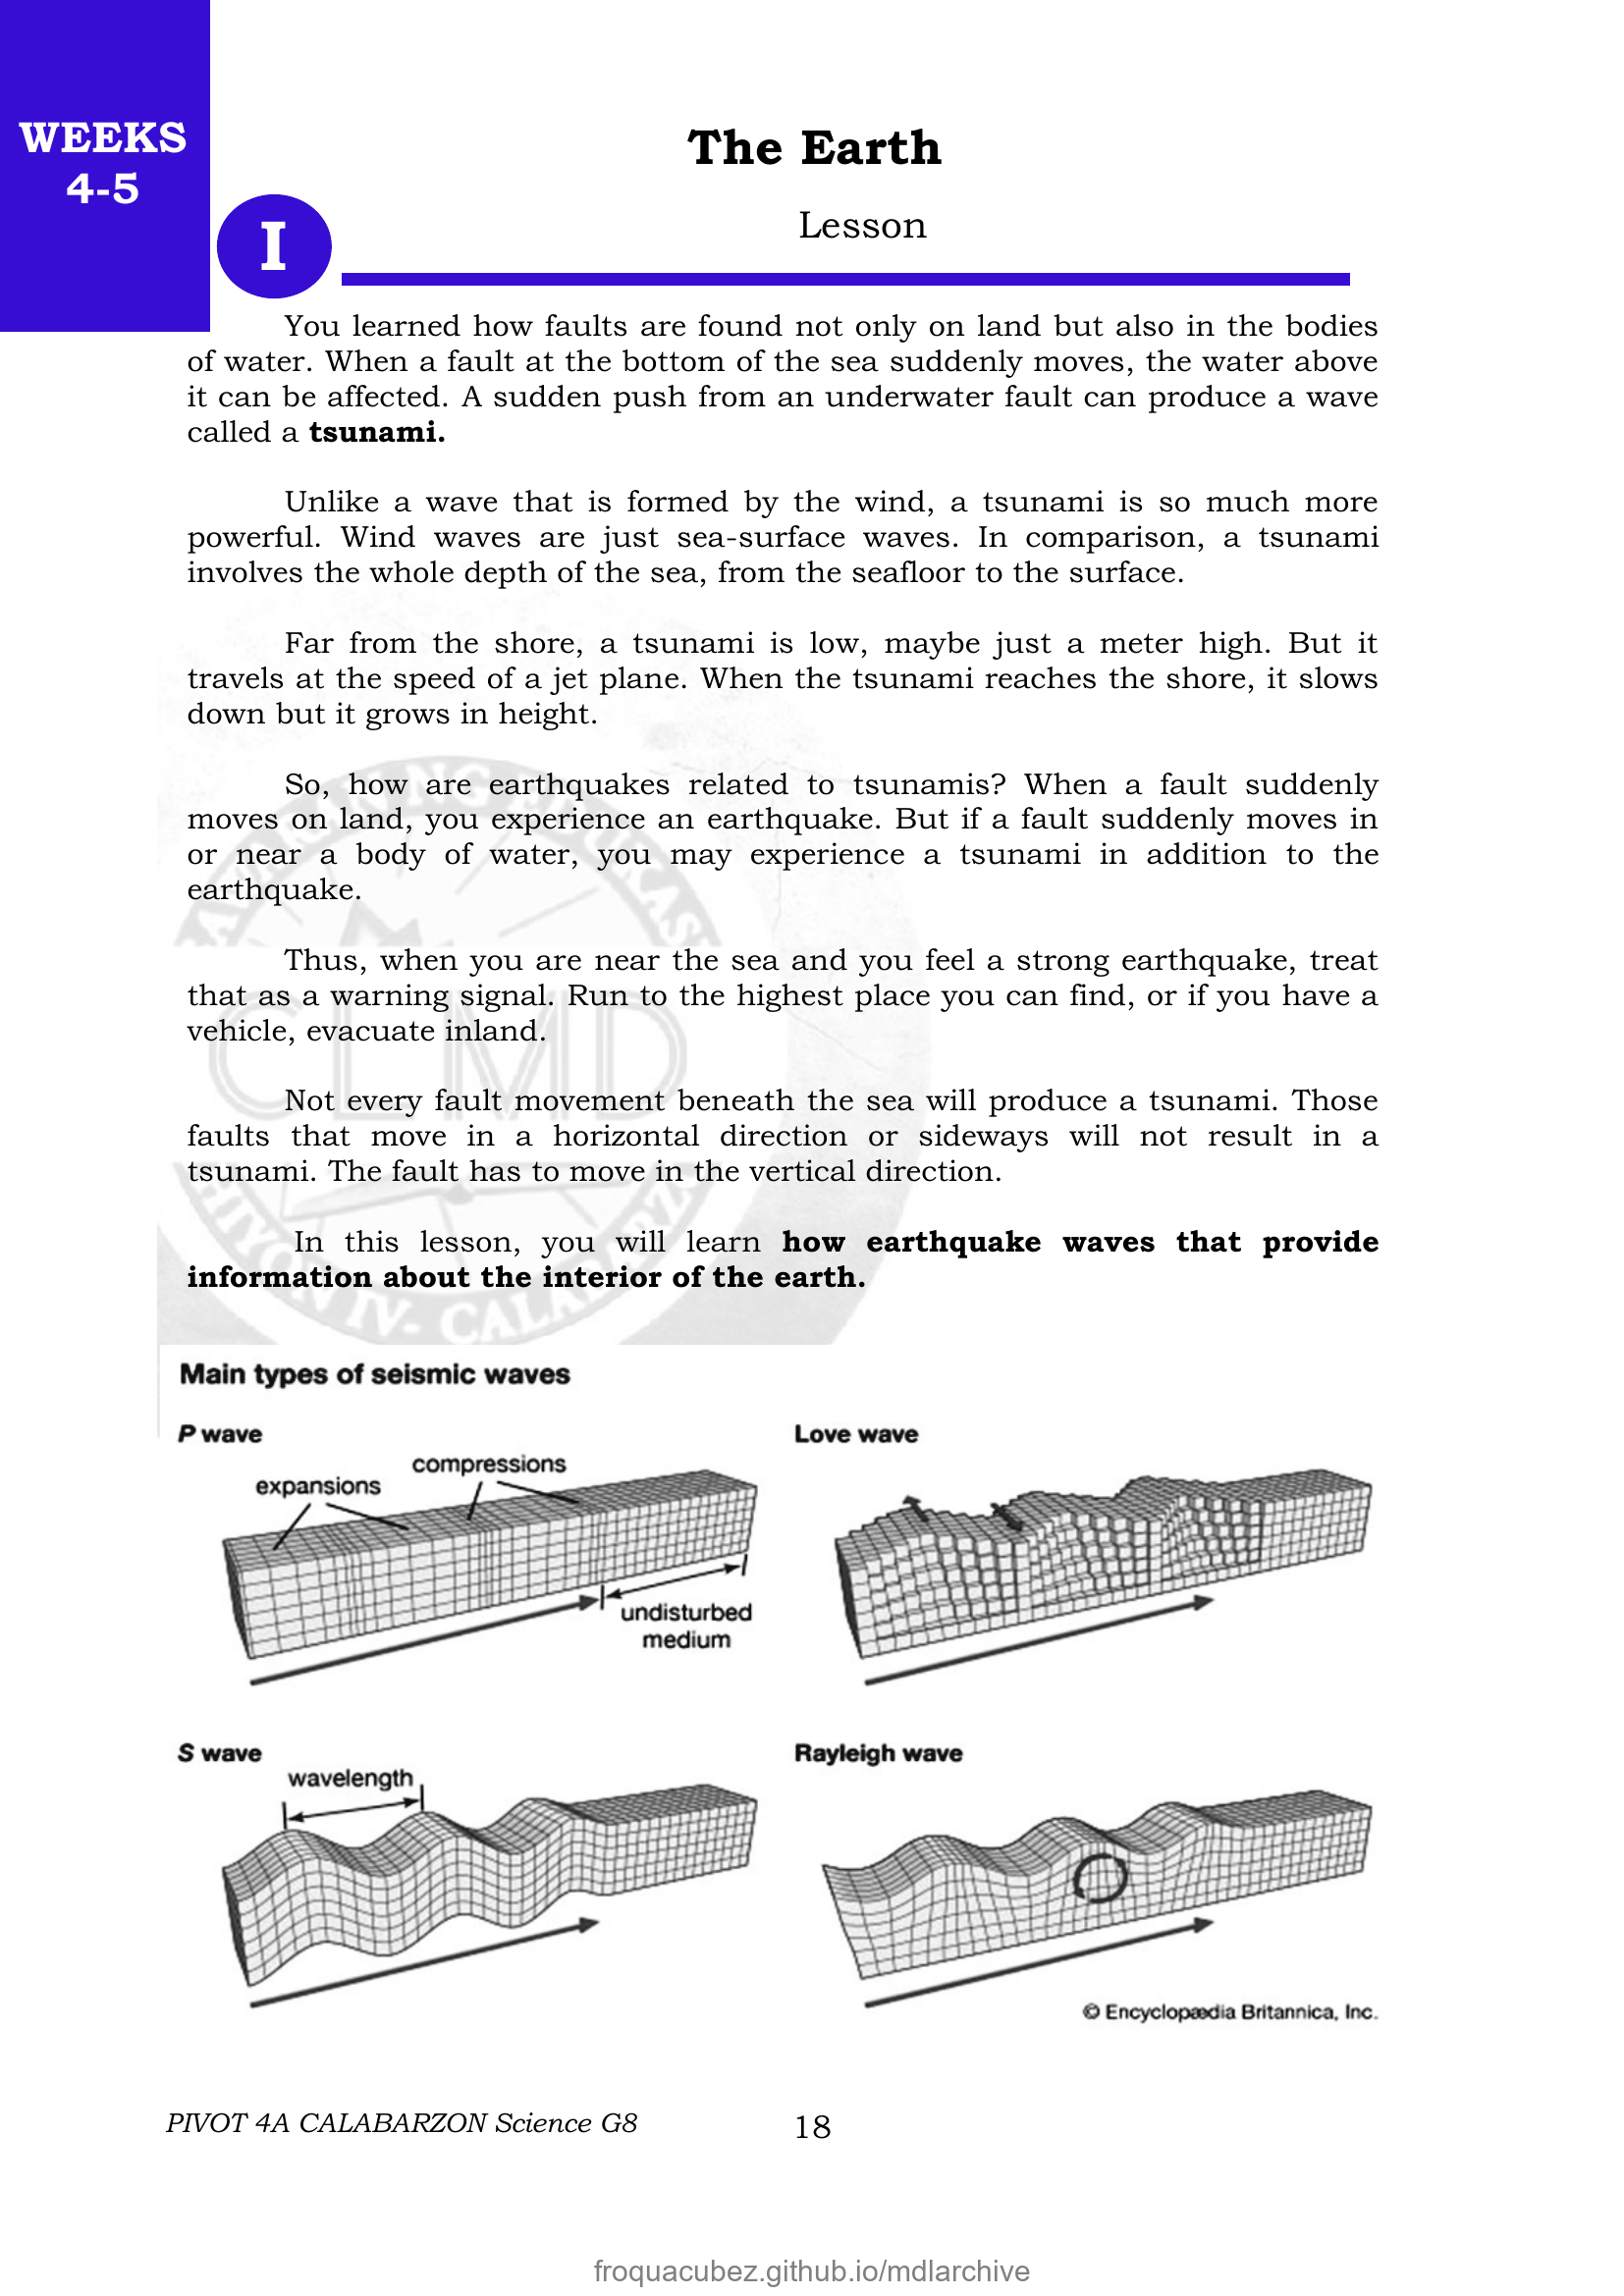 WEEKS
4-5
The Earth
I
Lesson
You learned how faults are found not only on land but also in the bodies
of water. When a fault at the bottom of the sea suddenly moves, the water above
it can be affected. A sudden push from an underwater fault can produce a wave
called a tsunami.
Unlike a wave that is formed by the wind, a tsunami is so much more
powerful. Wind waves are just sea-surface waves. In comparison, a tsunami
involves the whole depth of the sea, from the seafloor to the surface.
Far from the shore, a tsunami is low, maybe just a meter high. But it
travels at the speed of a jet plane. When the tsunami reaches the shore, it slows
down but it grows in height.
So, how are earthquakes related to tsunamis? When a fault suddenly
moves on land, you experience an earthquake. But if a fault suddenly moves in
or near a body of water, you may experience a tsunami in addition to the
earthquake.
Thus, when you are near the sea and you feel a strong earthquake, treat
that as a warning signal. Run to the highest place you can find, or if you have a
vehicle, evacuate inland.
CLMD
Not every fault movement beneath the sea will produce a tsunami. Those
faults that move in a horizontal direction or sideways will not result in a
tsunami. The fault has to move in the vertical direction.
In this lesson, you will learn how earthquake waves that provide
information about the interior of the earth.
Main types of seismic waves
P wave
expansions
compressions
undisturbed
medium
Love wave
S wave
wavelength
Rayleigh wave
© Encyclopædia Britannica, Inc.
PIVOT 4A CALABARZON Science G8
18
froquacubez.github.io/mdlarchive